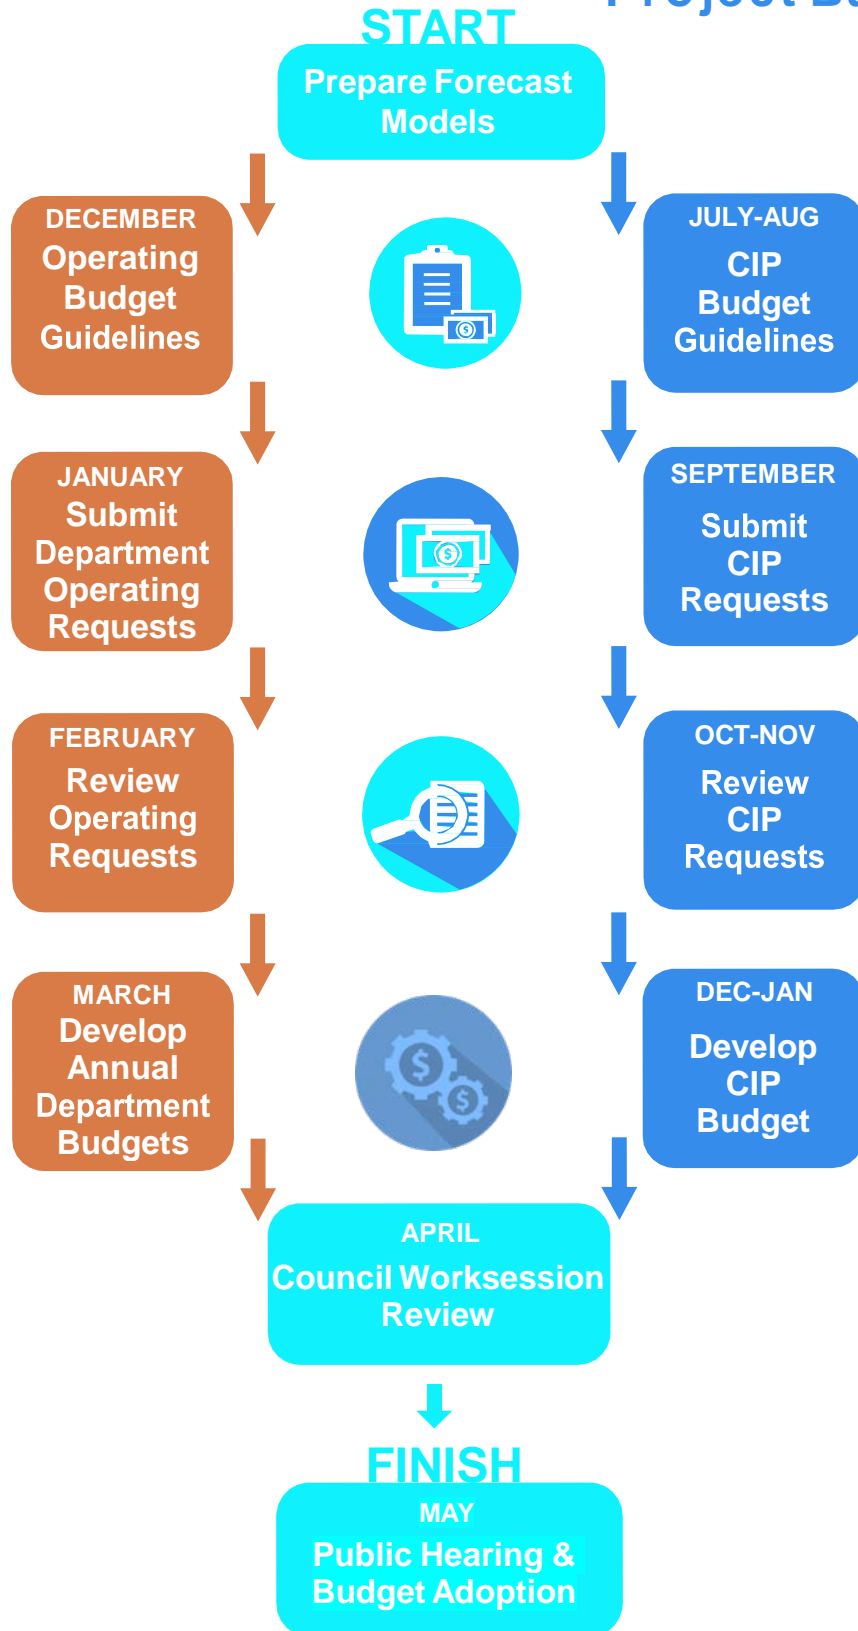 Project
START
Prepare Forecast
Models
DECEMBER
Operating
Budget
Guidelines
JULY-AUG
CIP
Budget
Guidelines
JANUARY
Submit
Department
Operating
Requests
SEPTEMBER
Submit
CIP
Requests
FEBRUARY
Review
Operating
Requests
OCT-NOV
Review
CIP
Requests
MARCH
Develop
Annual
Department
Budgets
DEC-JAN
Develop
CIP
Budget
APRIL
Council Worksession
Review
FINISH
MAY
Public Hearing &
Budget Adoption